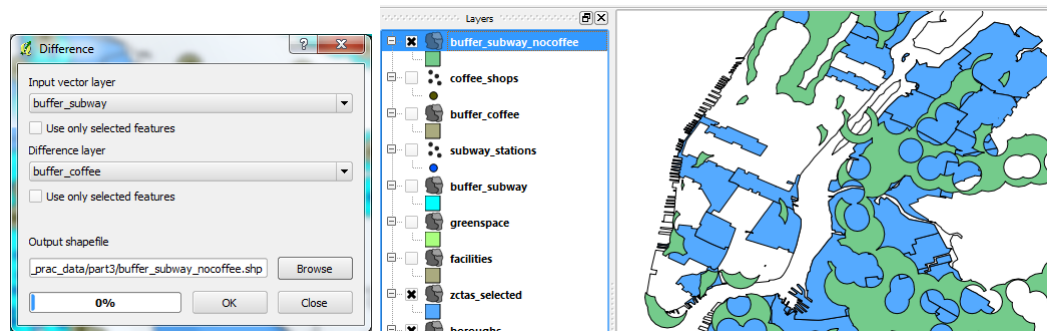 Difference
Input vector layer
buffer_subway
Use only selected features
Difference layer
buffer_coffee
Use only selected features
Output shapefile
_prac_data/part3/buffer_subway_nocoffee.shp
Browse
0%
OK
Close
Layers
buffer_subway_nocoffee
coffee_shops
buffer_coffee
subway_stations
buffer_subway
greenspace
facilities
zctas_selected
boroughs